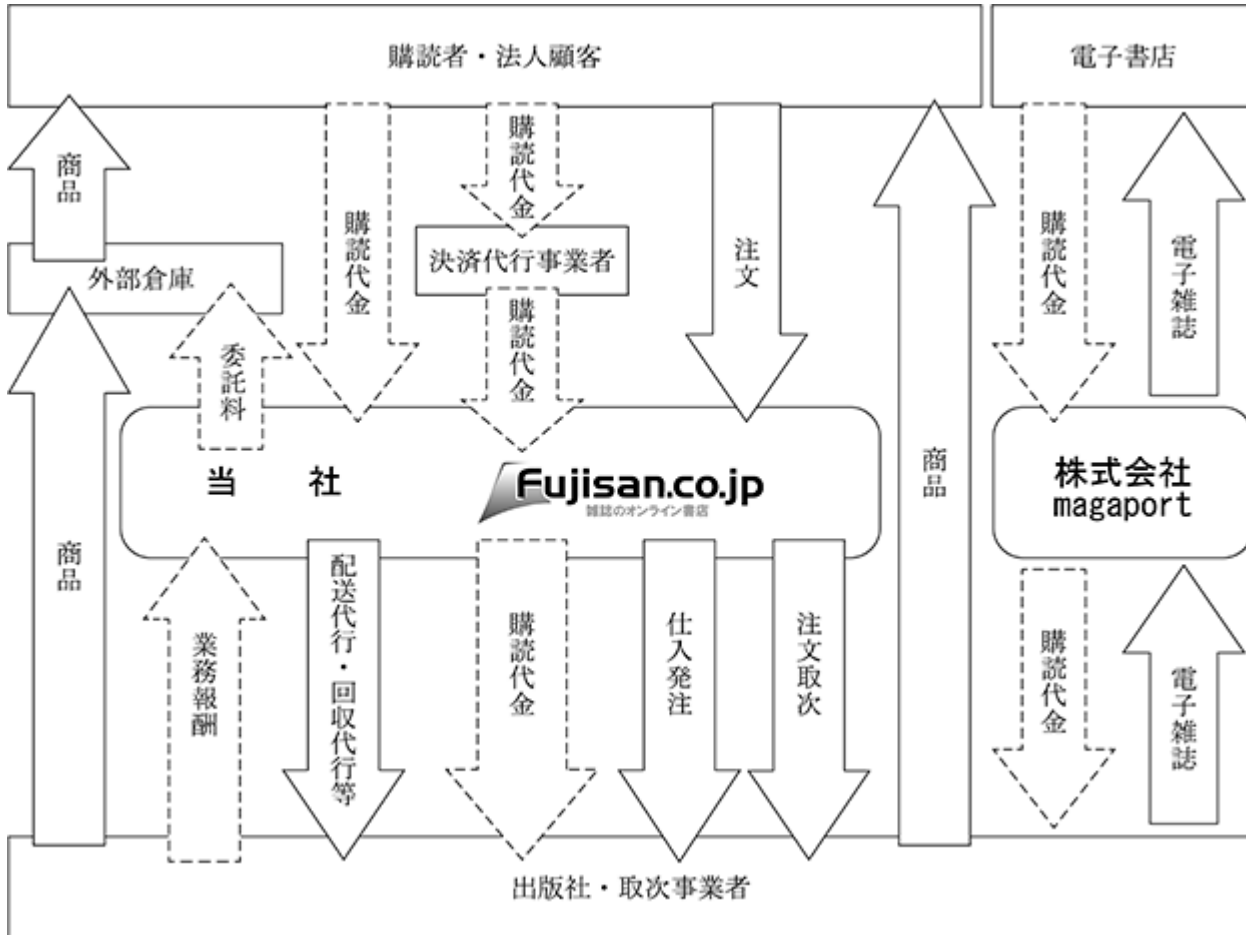 購読者・法人顧客
電子書店
商品
購読代金
購読代金
注文
購読代金
電子雑誌
外部倉庫
決済代行事業者
委託料
購読代金
商品
商品
当 社
Fujisan.co.jp
雑誌のオンライン書店
株式会社
magaport
業務報酬
配送代行・回収代行等
購読代金
仕入発注
注文取次
購読代金
電子雑誌
出版社・取次事業者